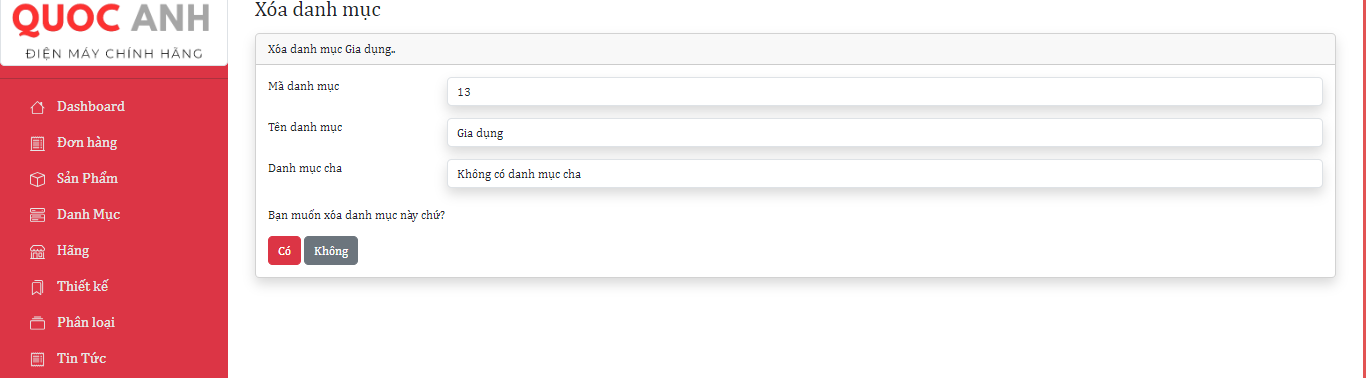 QUOC ANH
ĐIỆN MÁY CHÍNH HÃNG
Dashboard
Đơn hàng
Sản Phẩm
Danh Mục
Hãng
Thiết kế
Phân loại
Tin Tức
Xóa danh mục
Xóa danh mục Gia dụng..
Mã danh mục 13
Tên danh mục Gia dụng
Danh mục cha Không có danh mục cha
Bạn muốn xóa danh mục này chứ?
Có Không